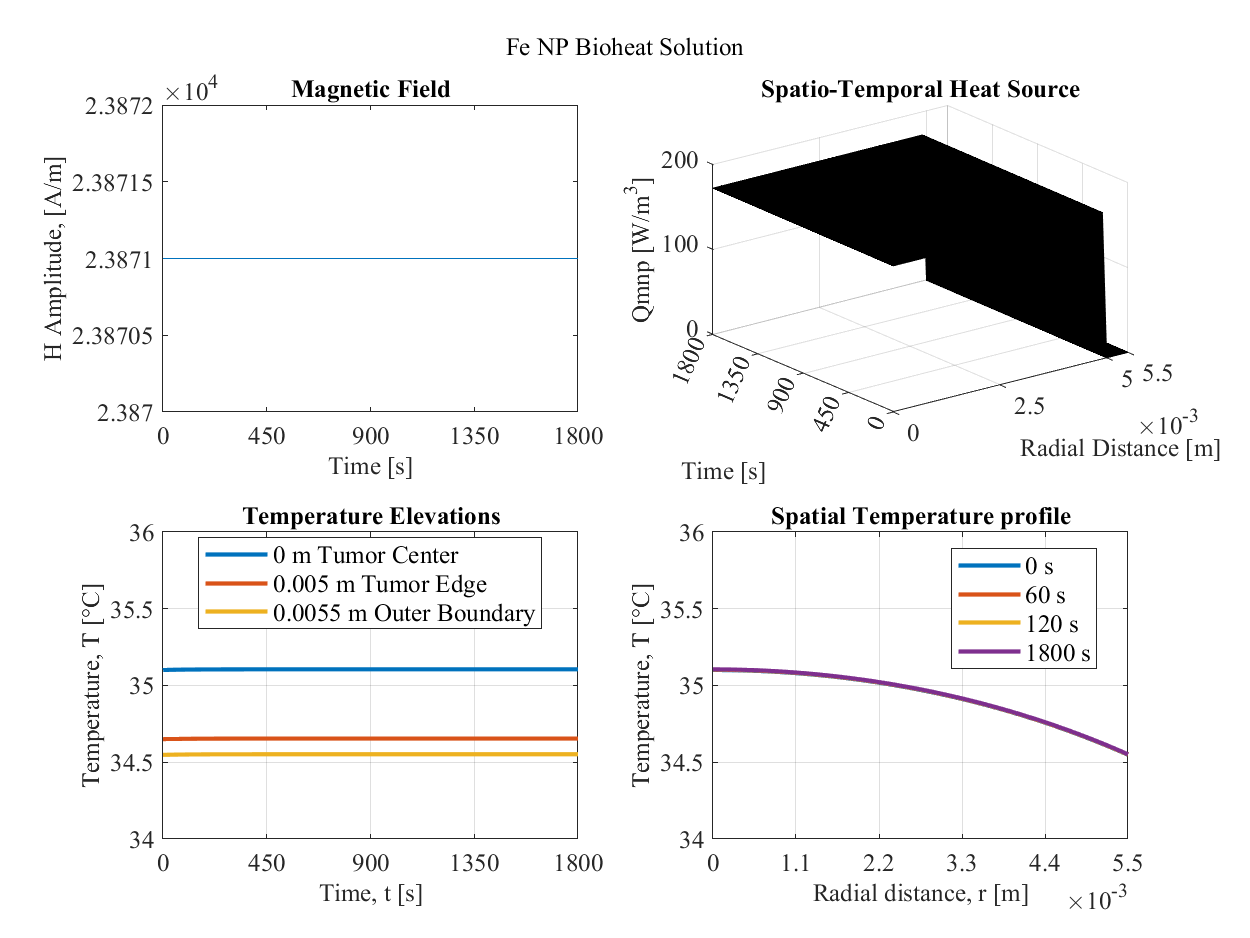 Fe NP Bioheat Solution
Magnetic Field
×10^4
2.3872
2.38715
2.3871
2.38705
2.387
H Amplitude, [A/m]
0 450 900 1350 1800
Time [s]
Spatio-Temporal Heat Source
200
100
0
Qmnp [W/m^3]
1800 1350 900 450 0
Time [s]
0 2.5 5 5.5
×10^-3
Radial Distance [m]
Temperature Elevations
36
35.5
35
34.5
34
Temperature, T [°C]
0 m Tumor Center
0.005 m Tumor Edge
0.0055 m Outer Boundary
0 450 900 1350 1800
Time, t [s]
Spatial Temperature profile
36
35.5
35
34.5
34
Temperature, T [°C]
0 s
60 s
120 s
1800 s
0 1.1 2.2 3.3 4.4 5.5
Radial distance, r [m]
×10^-3